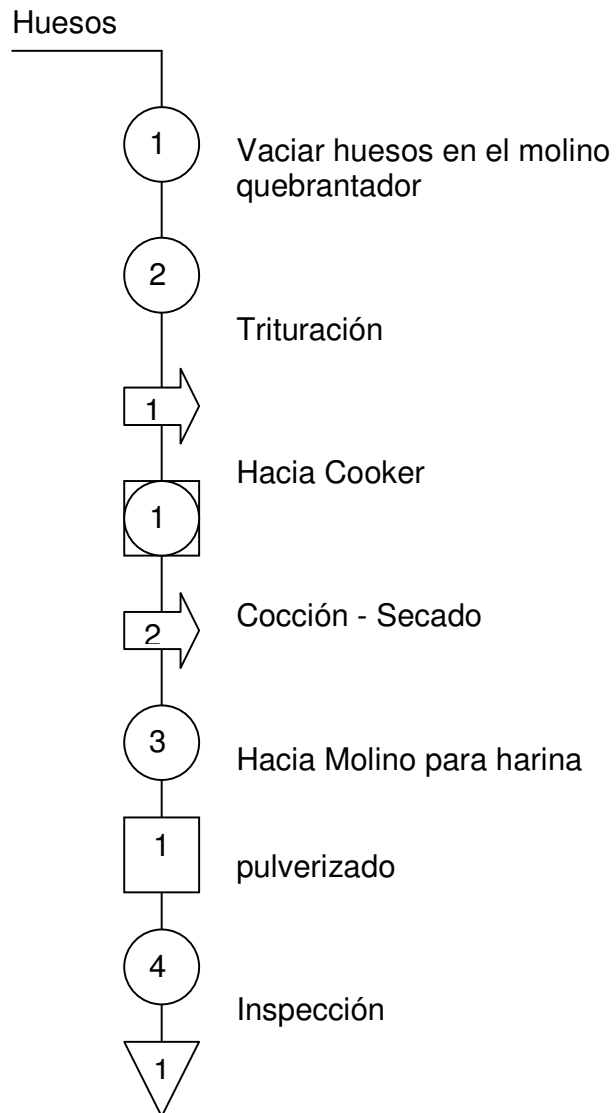 Huesos
1
Vaciar huesos en el molino
quebrantador
2
Trituración
1
Hacia Cooker
1
Cocción - Secado
2
3
Hacia Molino para harina
1
pulverizado
4
Inspección
1